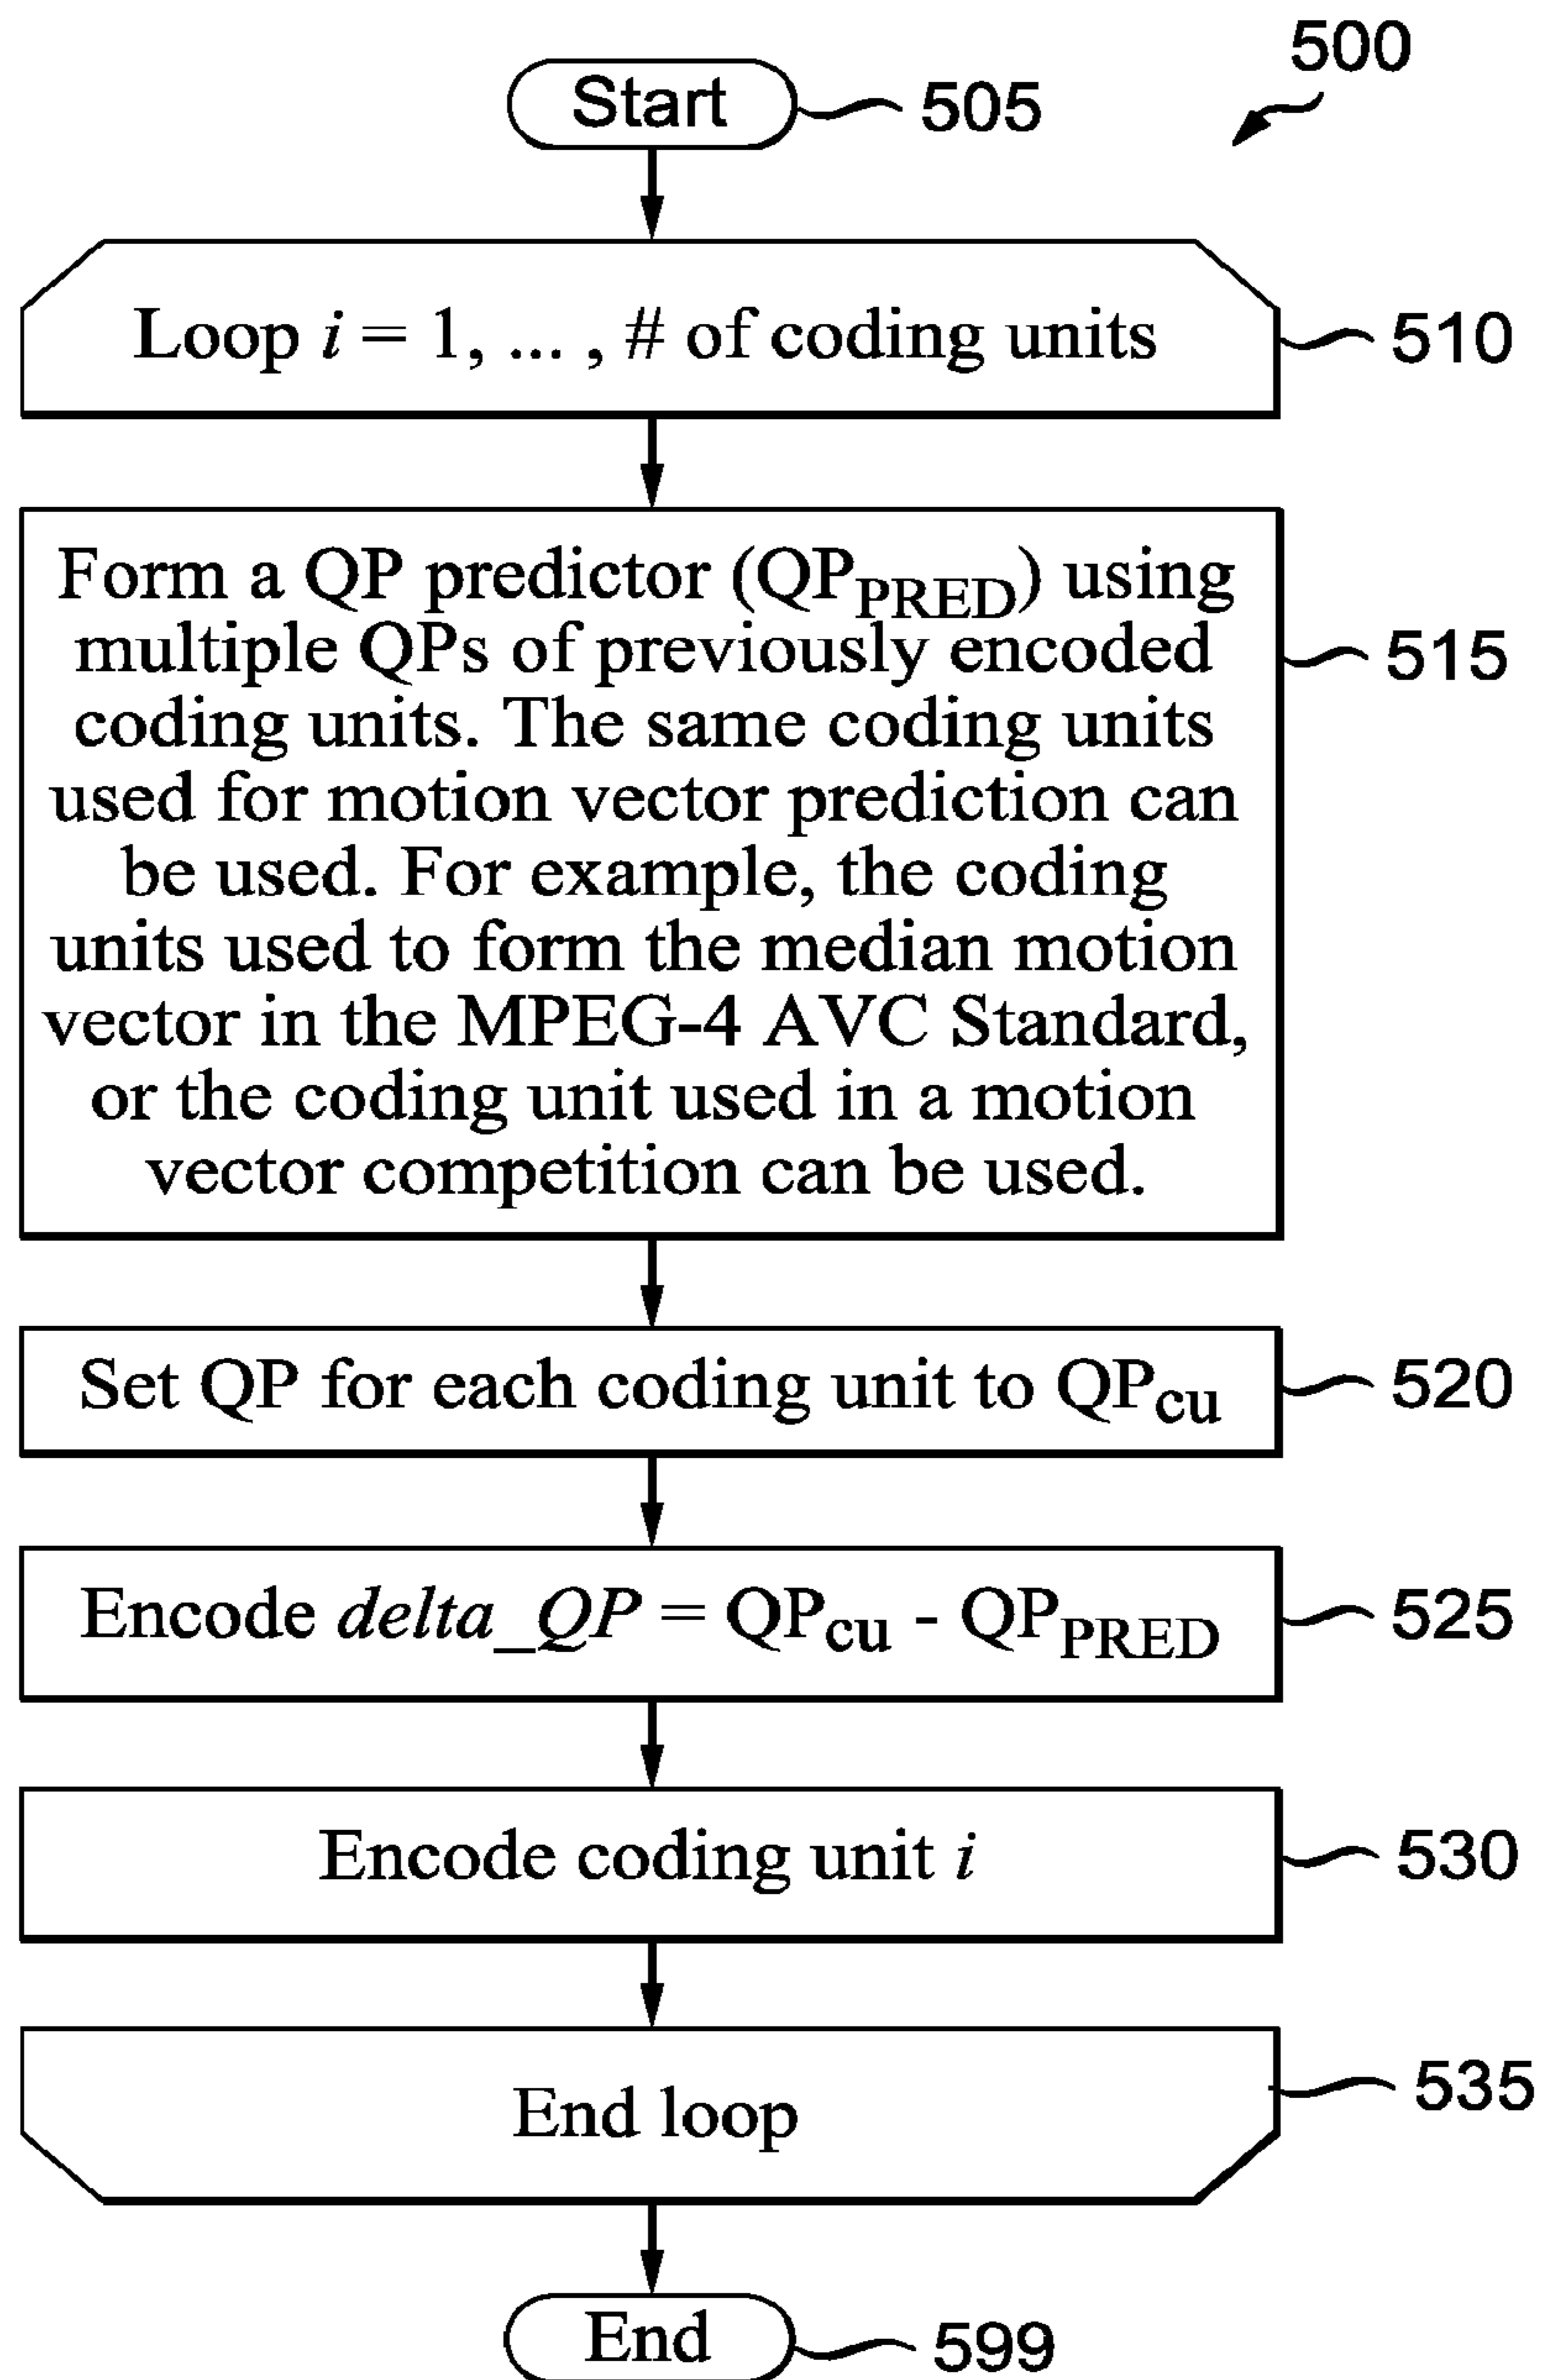 500
Start
505
Loop i = 1, ... , # of coding units
510
Form a QP predictor (QPPRED) using
multiple QPs of previously encoded
coding units. The same coding units
used for motion vector prediction can
be used. For example, the coding
units used to form the median motion
vector in the MPEG-4 AVC Standard,
or the coding unit used in a motion
vector competition can be used.
515
Set QP for each coding unit to QPcu
520
Encode delta_QP = QPcu - QPPRED
525
Encode coding unit i
530
End loop
535
End
599